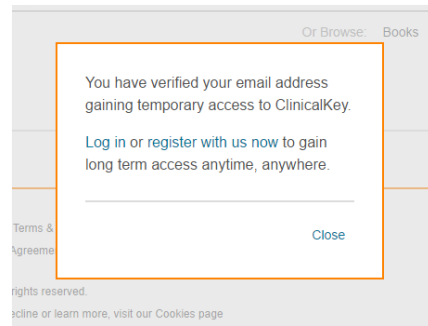 Or Browse: Books
You have verified your email address
gaining temporary access to ClinicalKey.
Log in or register with us now to gain
long term access anytime, anywhere.
Close
Terms &
Agreeme
rights reserved.
ecline or learn more, visit our Cookies page